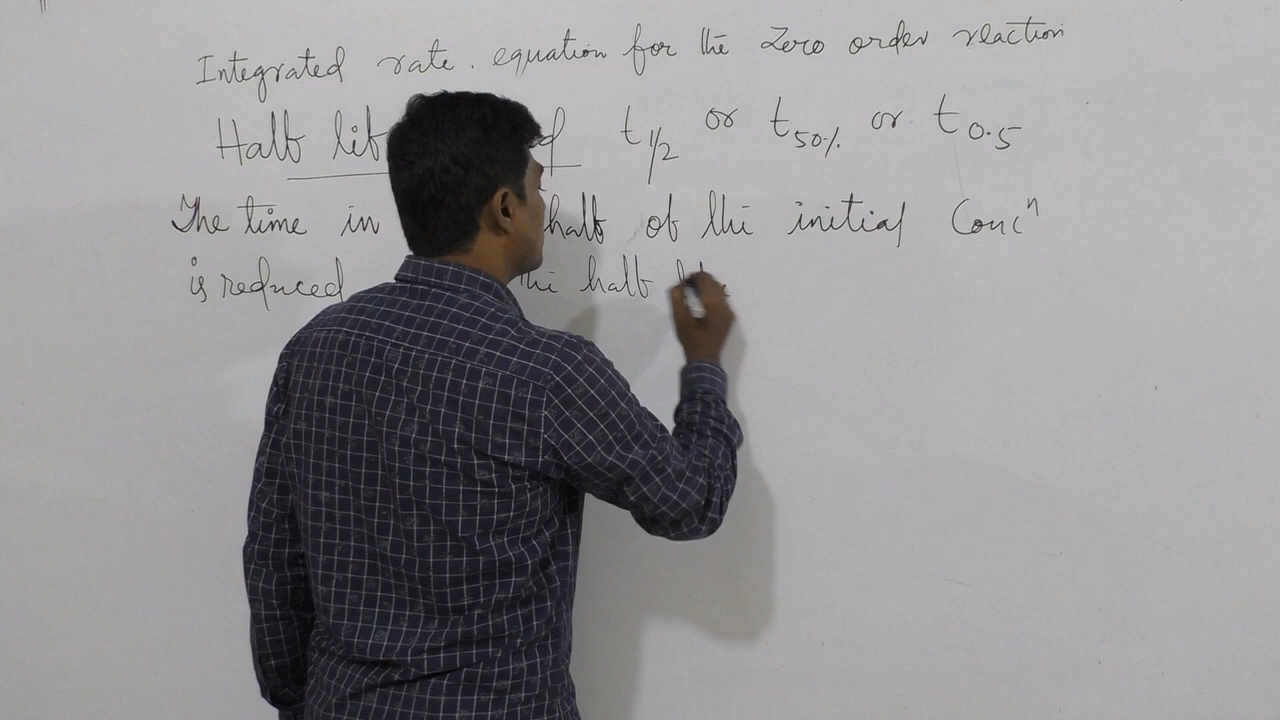 Integrated rate. equation for the Zero order reaction
Half t1/2 or t50% or t0.5
The time in half of the initial Concⁿ
is reduced the half